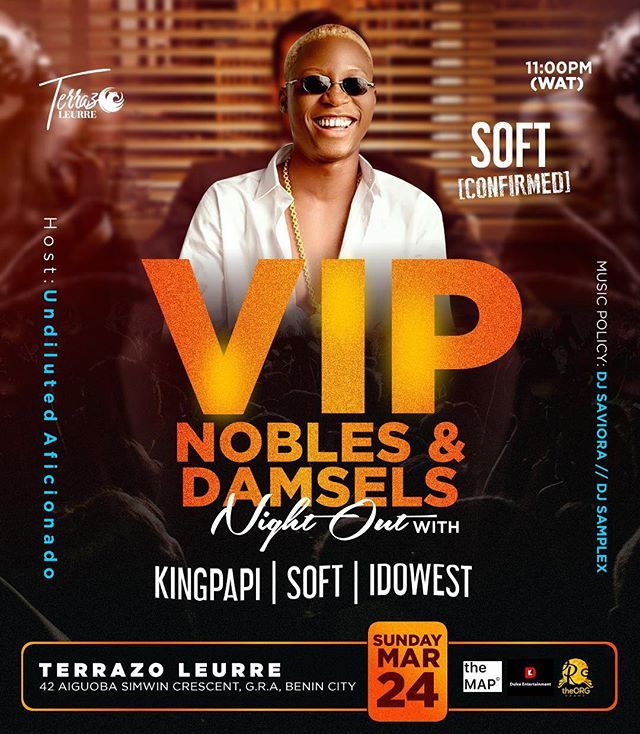 Terrazo
LEURRE
11:00PM
(WAT)
SOFT
[CONFIRMED]
Host: Undiluted Aficionado
MUSIC POLICY: DJ SAVIORA // DJ SAMPLEX
VIP
NOBLES &
DAMSELS
Night Out WITH
KINGPAPI | SOFT | IDOWEST
TERRAZO LEURRE
42 AIGUOBA SIMWIN CRESCENT, G.R.A, BENIN CITY
SUNDAY
MAR
24
the
MAP©
Dulce Entertainment
theORG